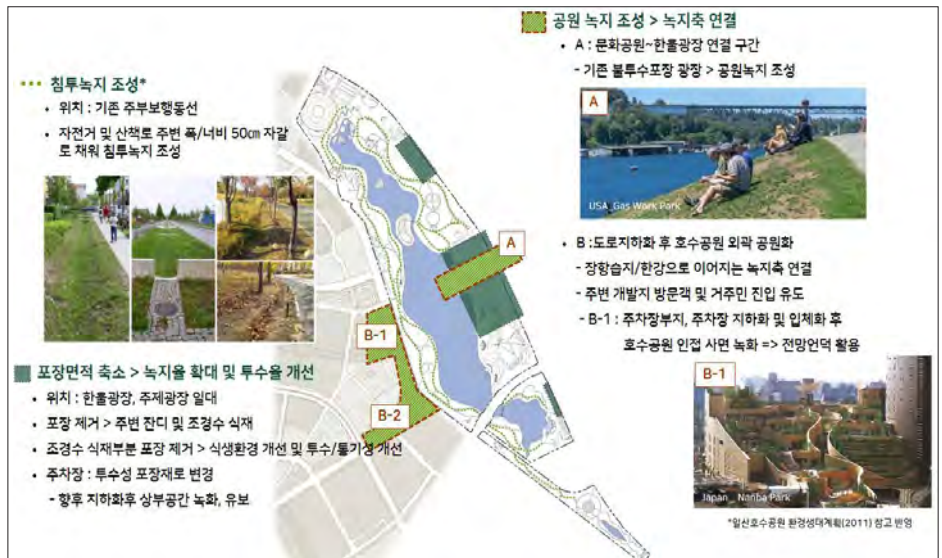 침투녹지 조성*
• 위치 : 기존 주부보행동선
• 자전거 및 산책로 주변 폭/너비 50㎝ 자갈
로 채워 침투녹지 조성
포장면적 축소 > 녹지율 확대 및 투수율 개선
• 위치 : 한울광장, 주제광장 일대
• 포장 제거 > 주변 잔디 및 조경수 식재
• 조경수 식재부분 포장 제거 > 식생환경 개선 및 투수/통기성 개선
• 주차장 : 투수성 포장재로 변경
- 향후 지하화후 상부공간 녹화, 유보
A
B-1
B-2
공원 녹지 조성 > 녹지축 연결
• A : 문화공원~한울광장 연결 구간
- 기존 불투수포장 광장 > 공원녹지 조성
A
USA_Gas Work Park
• B :도로지하화 후 호수공원 외곽 공원화
- 장항습지/한강으로 이어지는 녹지축 연결
- 주변 개발지 방문객 및 거주민 진입 유도
- B-1 : 주차장부지, 주차장 지하화 및 입체화 후
호수공원 인접 사면 녹화 => 전망언덕 활용
B-1
Japan _ Nanba Park
*일산호수공원 환경생태계획(2011) 참고 반영